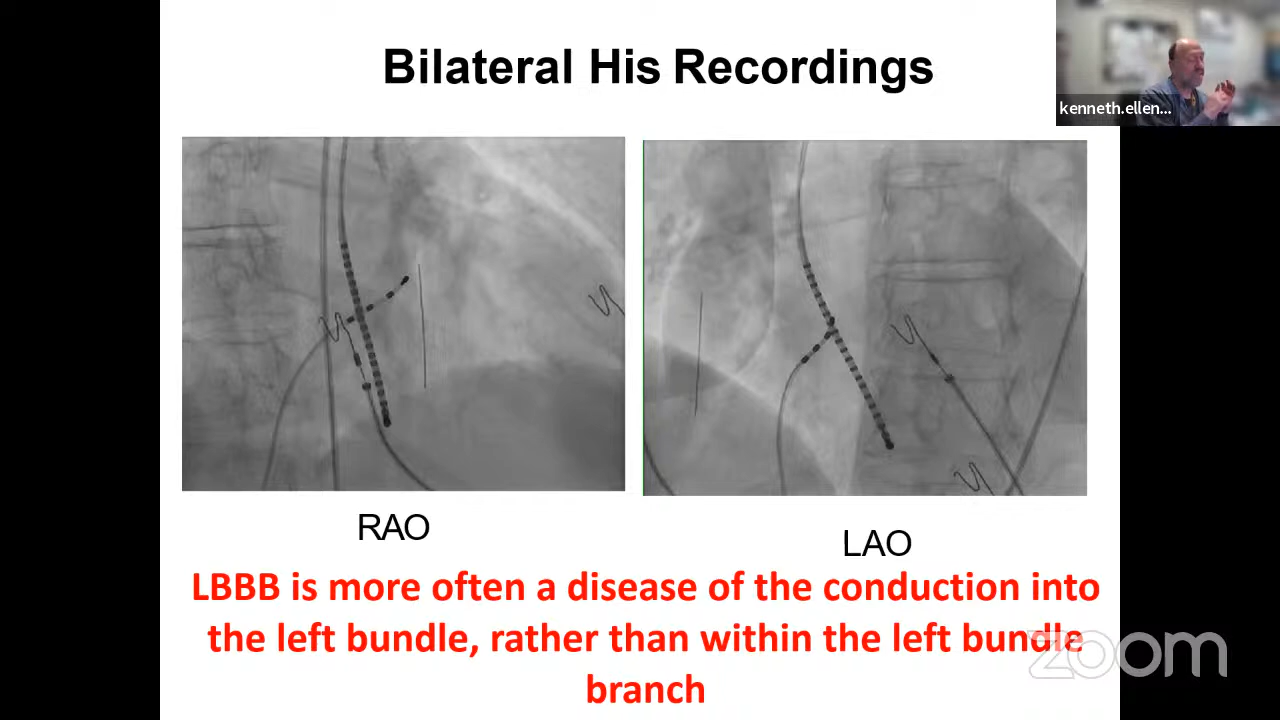 Bilateral His Recordings
kenneth.ellen...
RAO
LAO
LBBB is more often a disease of the conduction into
the left bundle, rather than within the left bundle
branch
zoom